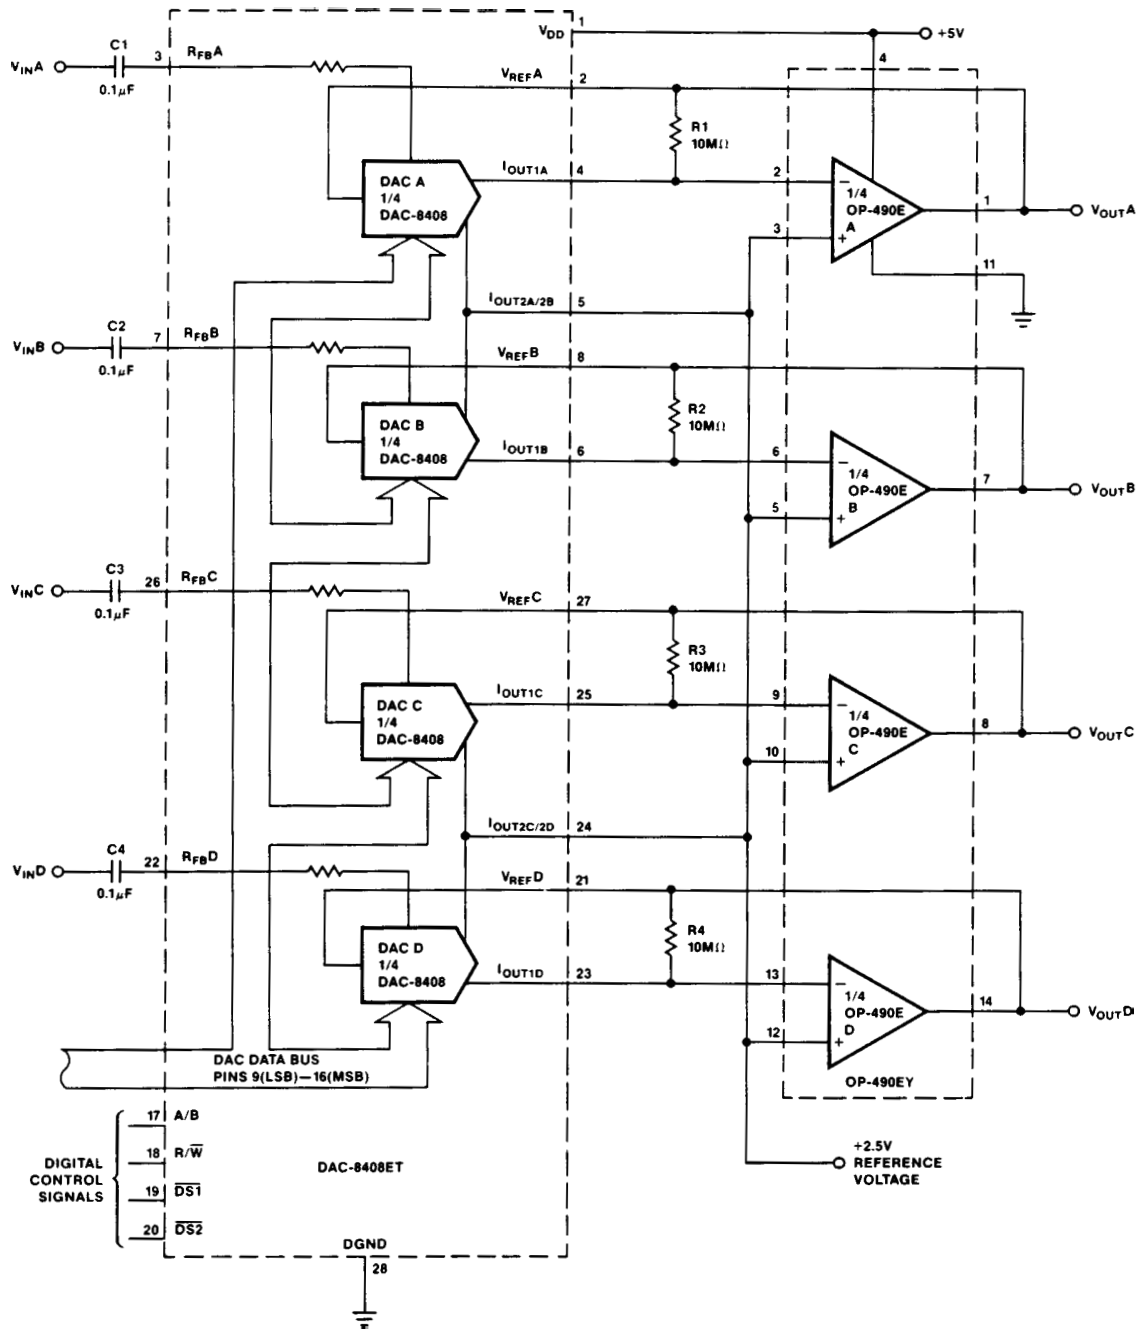 C1
VINA
3
RFBA
0.1µF
VDD
1
+5V
4
VREFA
2
R1
10MΩ
DAC A
1/4
DAC-8408
IOUT1A
4
2
−
1/4
OP-490E
A
+
3
1
VOUTA
11
IOUT2A/2B
5
C2
VINB
7
RFBB
0.1µF
VREFB
8
R2
10MΩ
DAC B
1/4
DAC-8408
IOUT1B
6
6
−
1/4
OP-490E
B
+
5
7
VOUTB
C3
VINC
26
RFBC
0.1µF
VREFC
27
R3
10MΩ
DAC C
1/4
DAC-8408
IOUT1C
25
9
−
1/4
OP-490E
C
+
10
8
VOUTC
IOUT2C/2D
24
C4
VIND
22
RFBD
0.1µF
VREFD
21
R4
10MΩ
DAC D
1/4
DAC-8408
IOUT1D
23
13
−
1/4
OP-490E
D
+
12
14
VOUTD
OP-490EY
DAC DATA BUS
PINS 9(LSB)—16(MSB)
17 A/B
18 R/W̅
19 D̅S̅1̅
20 D̅S̅2̅
DIGITAL
CONTROL
SIGNALS
DAC-8408ET
+2.5V
REFERENCE
VOLTAGE
DGND
28